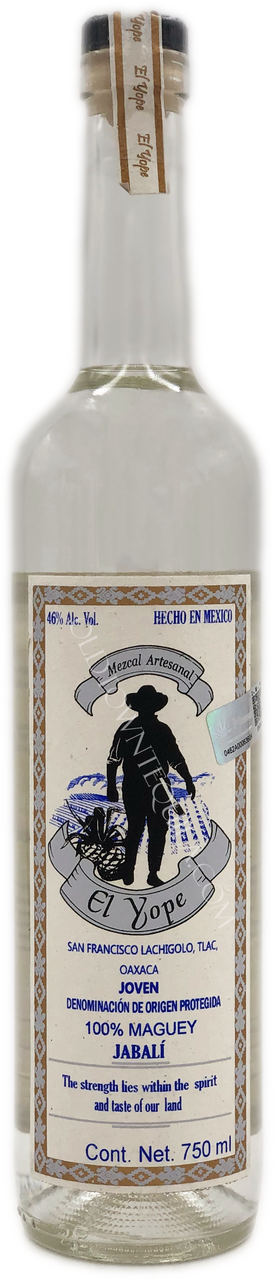 El Yope
El Yope
El Yope
46% Alc. Vol.
HECHO EN MEXICO
Mezcal Artesanal
El Yope
SAN FRANCISCO LACHIGOLO, TLAC,
OAXACA
JOVEN
DENOMINACIÓN DE ORIGEN PROTEGIDA
100% MAGUEY
JABALÍ
The strength lies within the spirit
and taste of our land
Cont. Net. 750 ml